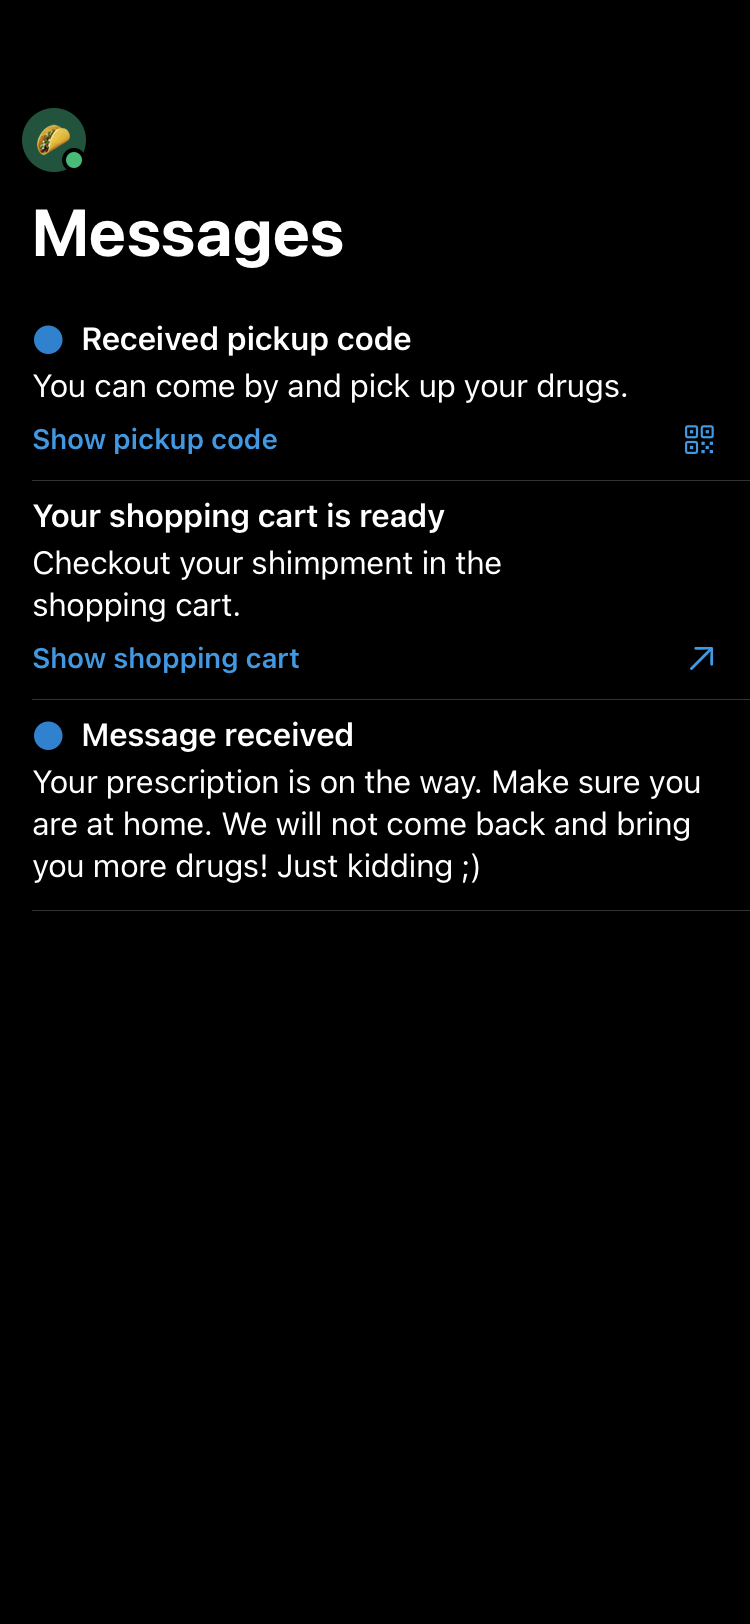 Messages
Received pickup code
You can come by and pick up your drugs.
Show pickup code
Your shopping cart is ready
Checkout your shimpment in the
shopping cart.
Show shopping cart
Message received
Your prescription is on the way. Make sure you
are at home. We will not come back and bring
you more drugs! Just kidding ;)